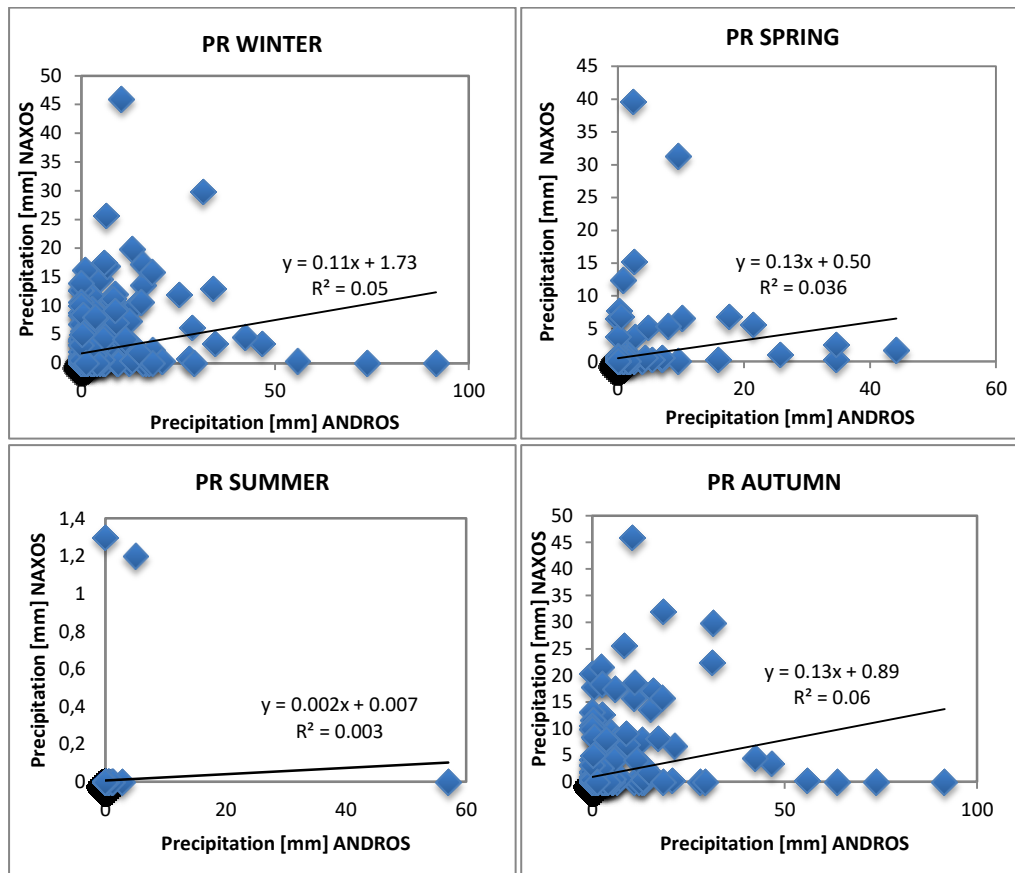 PR WINTER
Precipitation [mm] NAXOS
50
45
40
35
30
25
20
15
10
5
0
y = 0.11x + 1.73
R² = 0.05
0
50
100
Precipitation [mm] ANDROS
PR SPRING
Precipitation [mm] NAXOS
45
40
35
30
25
20
15
10
5
0
y = 0.13x + 0.50
R² = 0.036
0
20
40
60
Precipitation [mm] ANDROS
PR SUMMER
Precipitation [mm] NAXOS
1,4
1,2
1
0,8
0,6
0,4
0,2
0
y = 0.002x + 0.007
R² = 0.003
0
20
40
60
Precipitation [mm] ANDROS
PR AUTUMN
Precipitation [mm] NAXOS
50
45
40
35
30
25
20
15
10
5
0
y = 0.13x + 0.89
R² = 0.06
0
50
100
Precipitation [mm] ANDROS